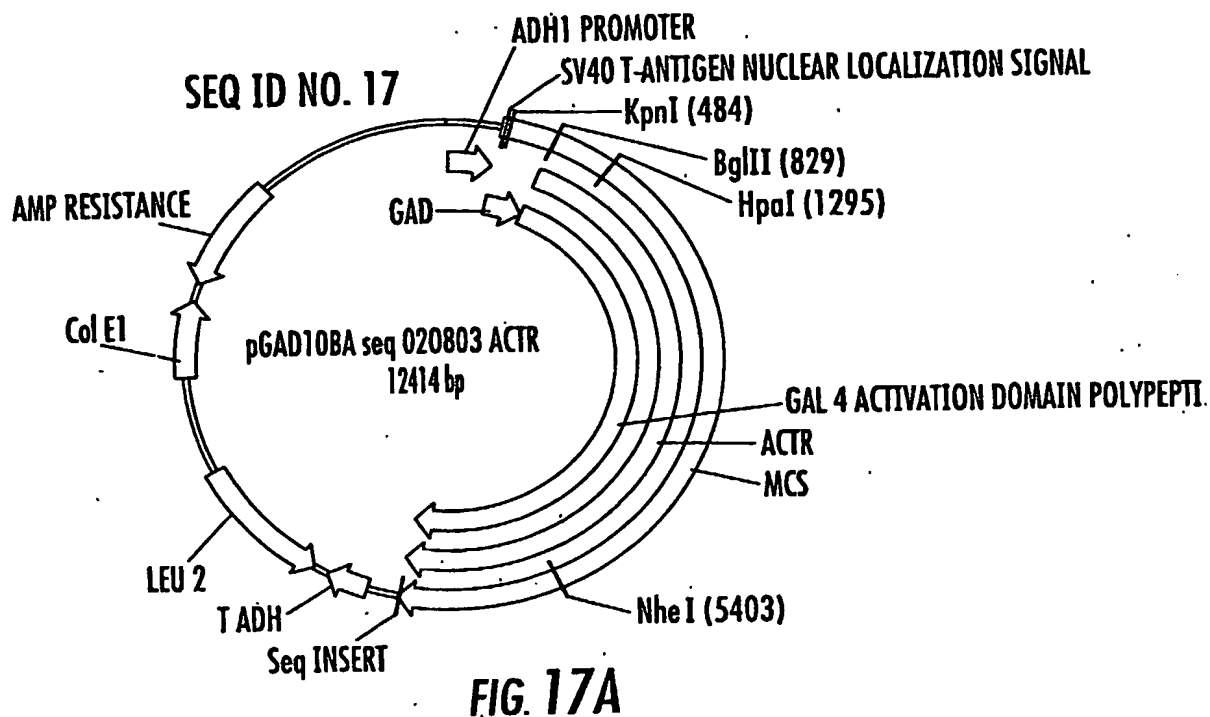 ADH1 PROMOTER
SV40 T-ANTIGEN NUCLEAR LOCALIZATION SIGNAL
SEQ ID NO. 17
KpnI (484)
BglII (829)
HpaI (1295)
AMP RESISTANCE
GAD
Col E1
pGAD10BA seq 020803 ACTR
12414 bp
GAL 4 ACTIVATION DOMAIN POLYPEPTI.
ACTR
MCS
LEU 2
T ADH
Seq INSERT
Nhe I (5403)
FIG. 17A